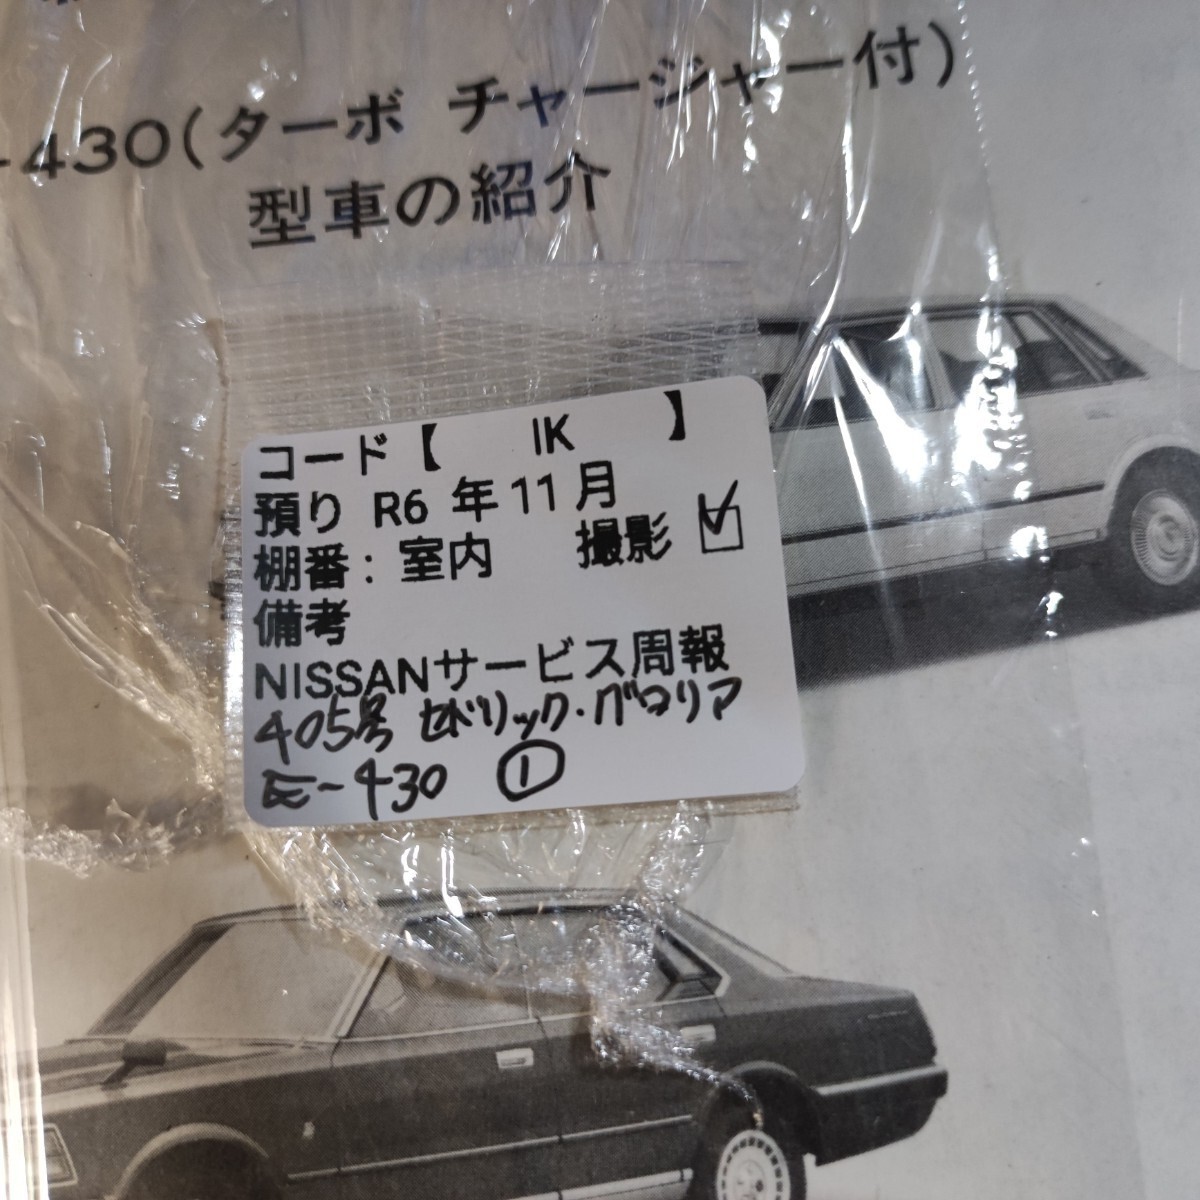 -430(ターボ チャージャー付)
型車の紹介
コード【 IK 】
預り R6 年 11 月
棚番: 室内 撮影 ☑
備考
NISSANサービス周報
405号 セドリック・グロリア
E-430 ①